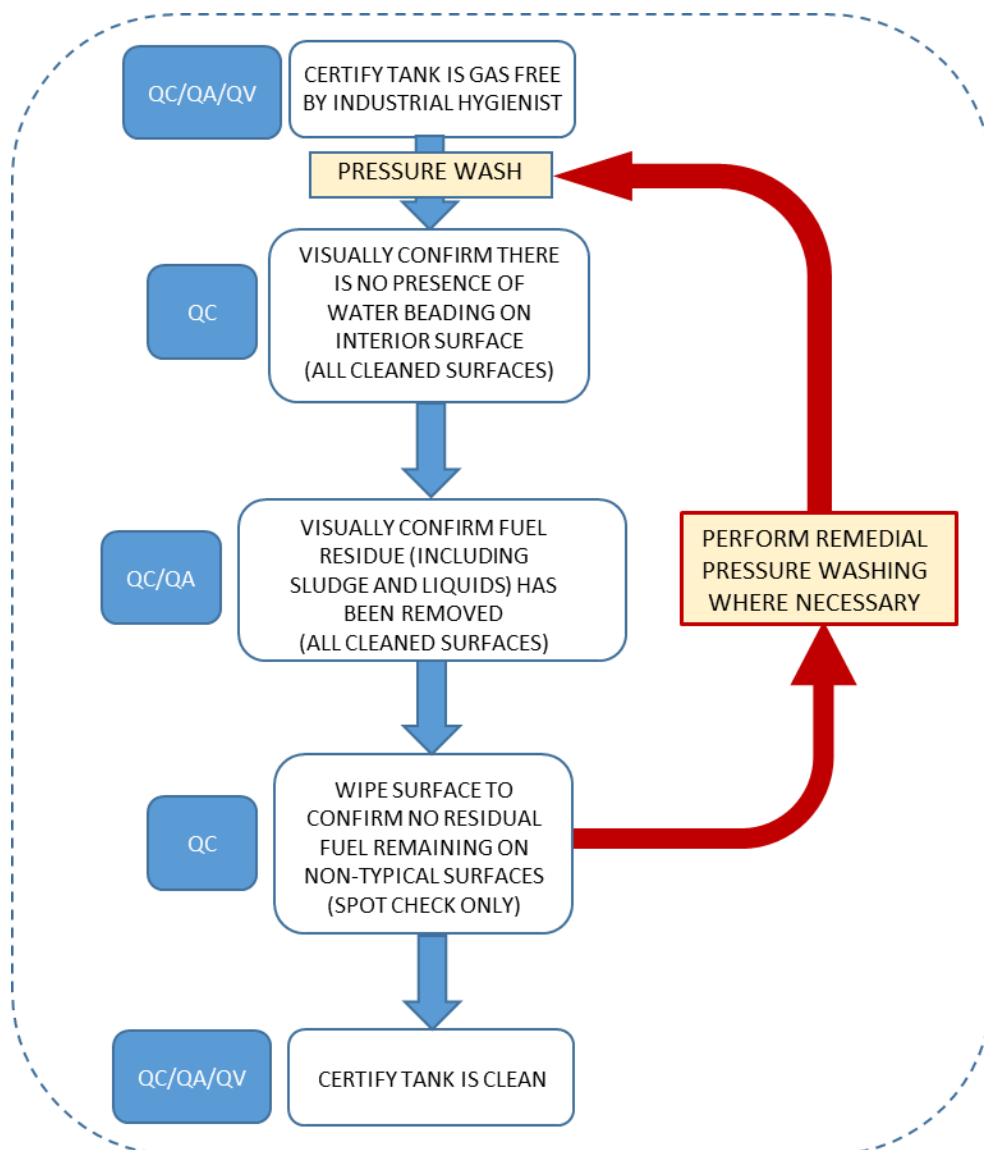 QC/QA/QV
CERTIFY TANK IS GAS FREE
BY INDUSTRIAL HYGIENIST
PRESSURE WASH
QC
VISUALLY CONFIRM THERE
IS NO PRESENCE OF
WATER BEADING ON
INTERIOR SURFACE
(ALL CLEANED SURFACES)
QC/QA
VISUALLY CONFIRM FUEL
RESIDUE (INCLUDING
SLUDGE AND LIQUIDS) HAS
BEEN REMOVED
(ALL CLEANED SURFACES)
PERFORM REMEDIAL
PRESSURE WASHING
WHERE NECESSARY
QC
WIPE SURFACE TO
CONFIRM NO RESIDUAL
FUEL REMAINING ON
NON-TYPICAL SURFACES
(SPOT CHECK ONLY)
QC/QA/QV
CERTIFY TANK IS CLEAN